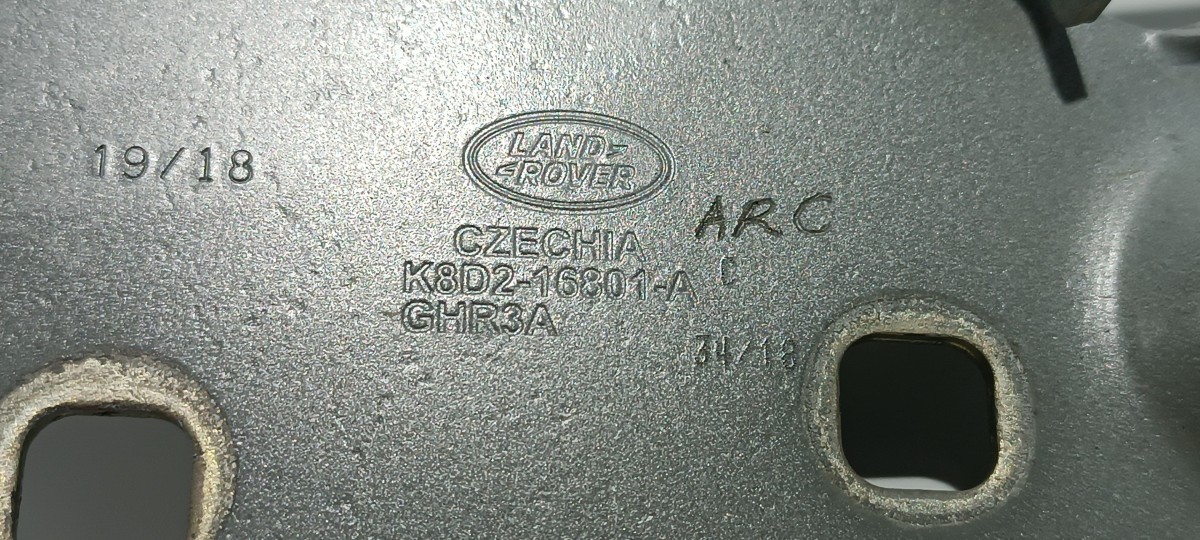 19/18
LAND
ROVER
ARC
CZECHIA
K8D2-16801-A C
GHR3A
34/18